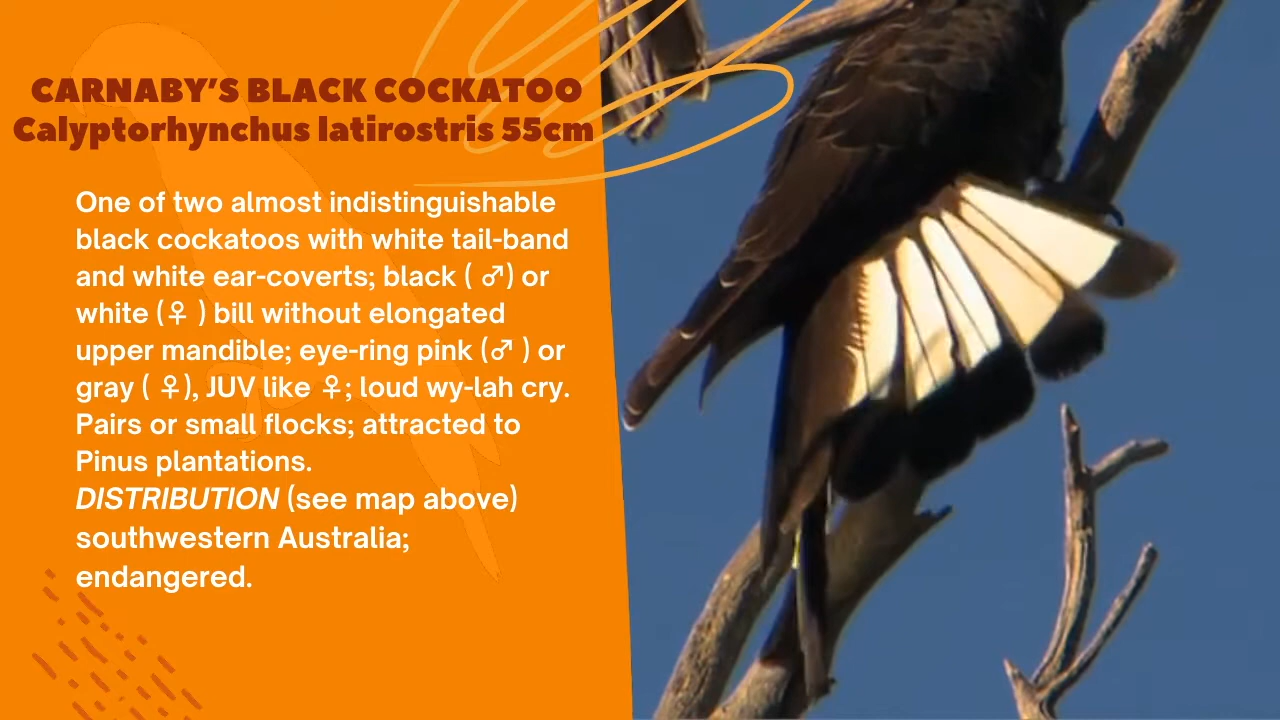 CARNABY'S BLACK COCKATOO
Calyptorhynchus latirostris 55cm
One of two almost indistinguishable
black cockatoos with white tail-band
and white ear-coverts; black ( ♂) or
white (♀ ) bill without elongated
upper mandible; eye-ring pink (♂ ) or
gray ( ♀), JUV like ♀; loud wy-lah cry.
Pairs or small flocks; attracted to
Pinus plantations.
DISTRIBUTION (see map above)
southwestern Australia;
endangered.